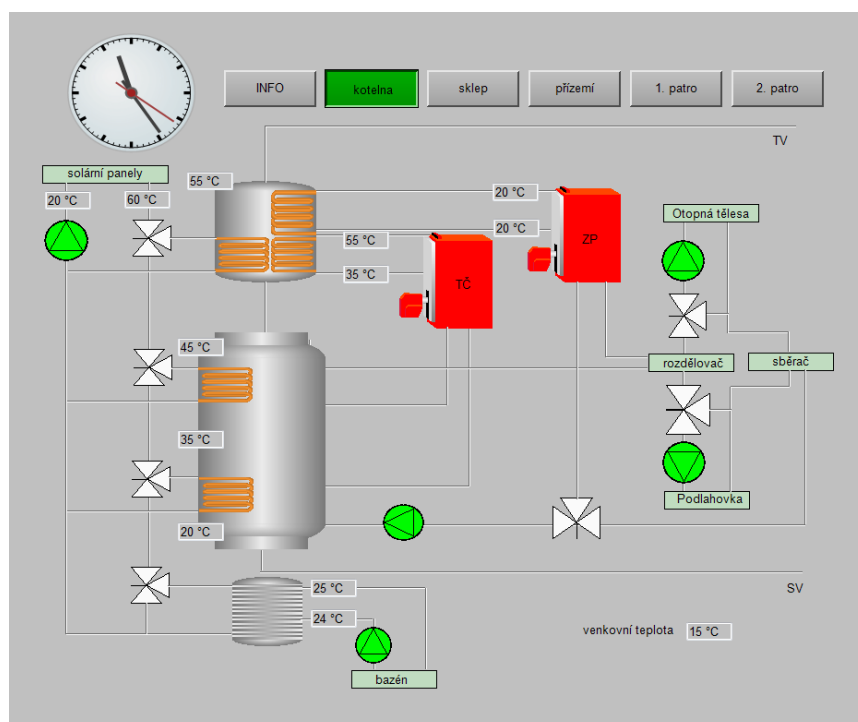 INFO
kotelna
sklep
přízemí
1. patro
2. patro
TV
solární panely
55 °C
20 °C
60 °C
20 °C
20 °C
ZP
Otopná tělesa
55 °C
35 °C
TČ
45 °C
rozdělovač
sběrač
35 °C
Podlahovka
20 °C
SV
25 °C
24 °C
venkovní teplota
15 °C
bazén